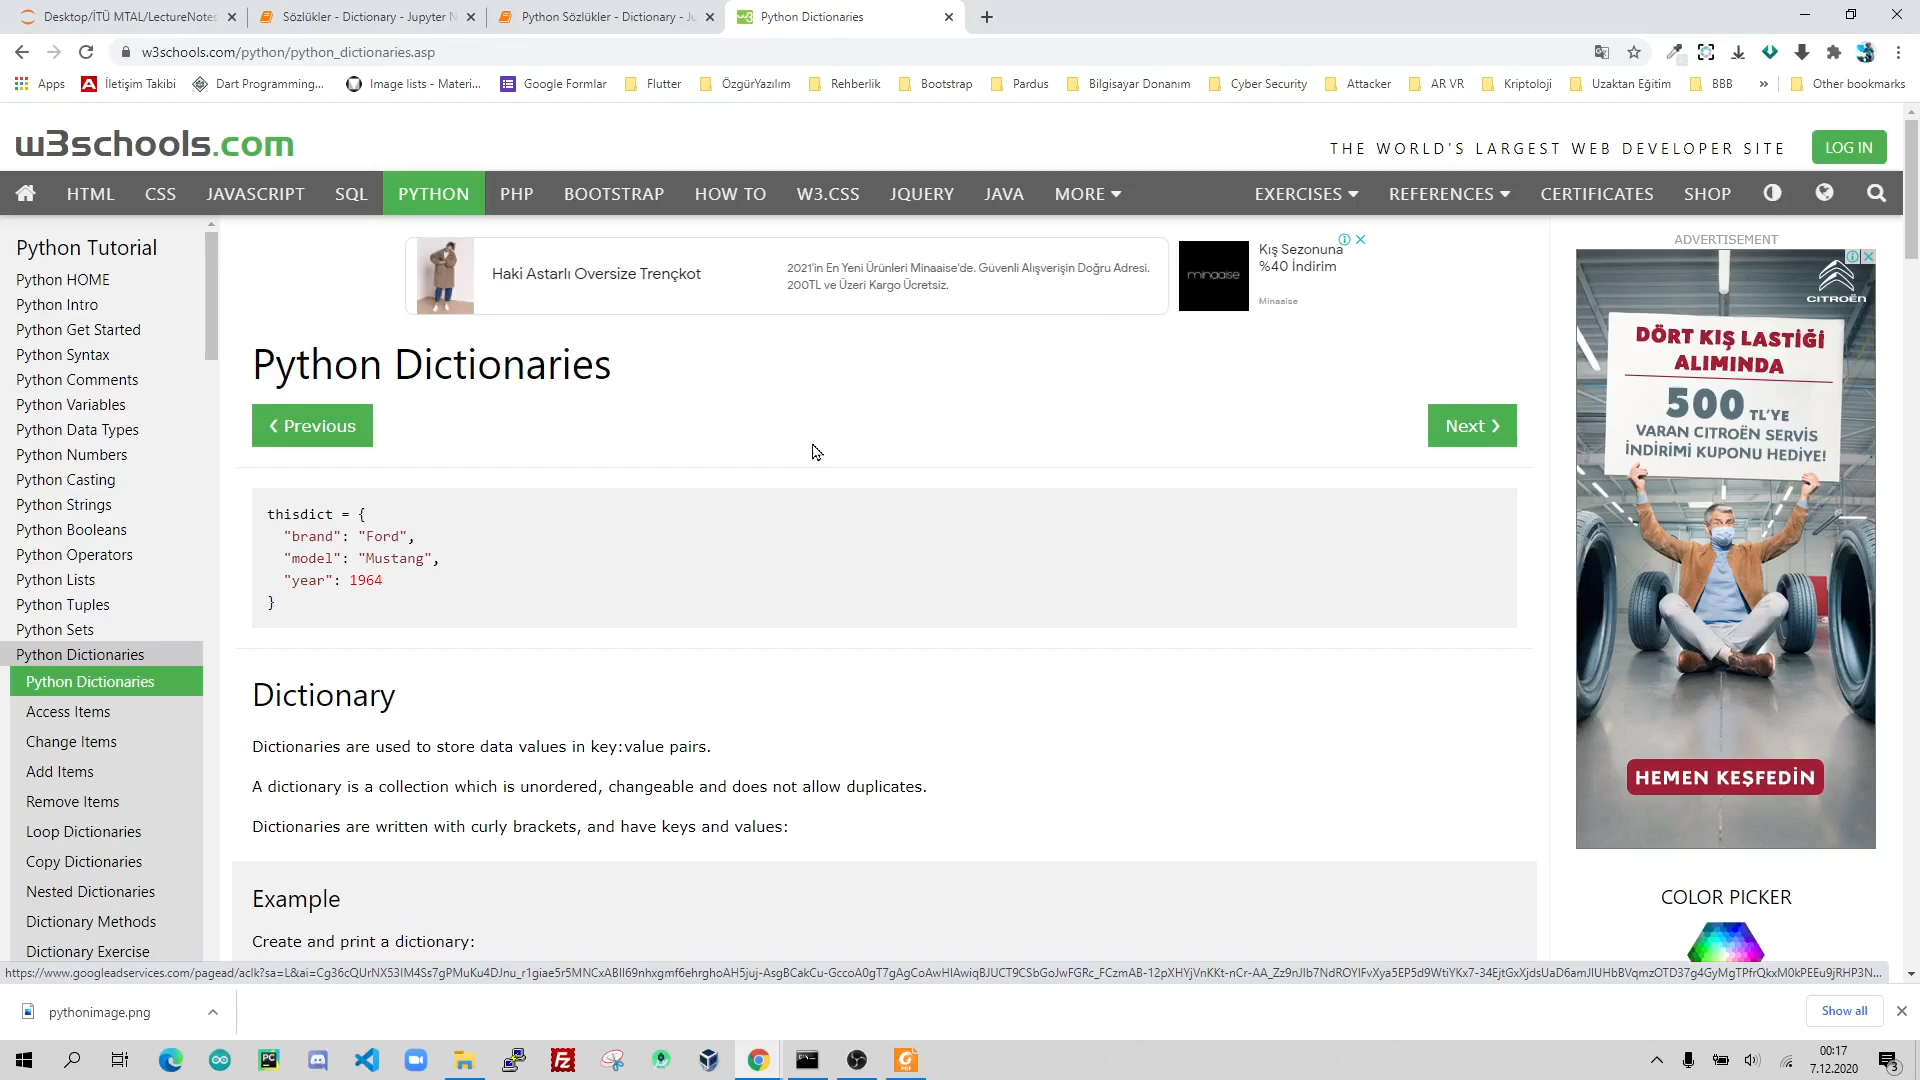 Desktop/İTÜ MTAL/LectureNotes
Sözlükler - Dictionary - Jupyter N
Python Sözlükler - Dictionary - Ju
Python Dictionaries
w3schools.com/python/python_dictionaries.asp
Apps
İletişim Takibi
Dart Programming...
Image lists - Materi...
Google Formlar
Flutter
ÖzgürYazılım
Rehberlik
Bootstrap
Pardus
Bilgisayar Donanım
Cyber Security
Attacker
AR VR
Kriptoloji
Uzaktan Eğitim
BBB
»
Other bookmarks
w3schools.com
THE WORLD'S LARGEST WEB DEVELOPER SITE
LOG IN
HTML
CSS
JAVASCRIPT
SQL
PYTHON
PHP
BOOTSTRAP
HOW TO
W3.CSS
JQUERY
JAVA
MORE
EXERCISES
REFERENCES
CERTIFICATES
SHOP
Python Tutorial
Python HOME
Python Intro
Python Get Started
Python Syntax
Python Comments
Python Variables
Python Data Types
Python Numbers
Python Casting
Python Strings
Python Booleans
Python Operators
Python Lists
Python Tuples
Python Sets
Python Dictionaries
Python Dictionaries
Access Items
Change Items
Add Items
Remove Items
Loop Dictionaries
Copy Dictionaries
Nested Dictionaries
Dictionary Methods
Dictionary Exercise
Haki Astarlı Oversize Trençkot
2021'in En Yeni Ürünleri Minaaise'de. Güvenli Alışverişin Doğru Adresi.
200TL ve Üzeri Kargo Ücretsiz.
minaaise
Kış Sezonuna
%40 İndirim
Minaaise
Python Dictionaries
❮ Previous
Next ❯
thisdict = {
"brand": "Ford",
"model": "Mustang",
"year": 1964
}
Dictionary
Dictionaries are used to store data values in key:value pairs.
A dictionary is a collection which is unordered, changeable and does not allow duplicates.
Dictionaries are written with curly brackets, and have keys and values:
Example
Create and print a dictionary:
ADVERTISEMENT
CITROËN
DÖRT KIŞ LASTİĞİ
ALIMINDA
500 TL'YE
VARAN CITROËN SERVİS
İNDİRİMİ KUPONU HEDİYE!
HEMEN KEŞFEDİN
COLOR PICKER
pythonimage.png
Show all
00:17
7.12.2020
3